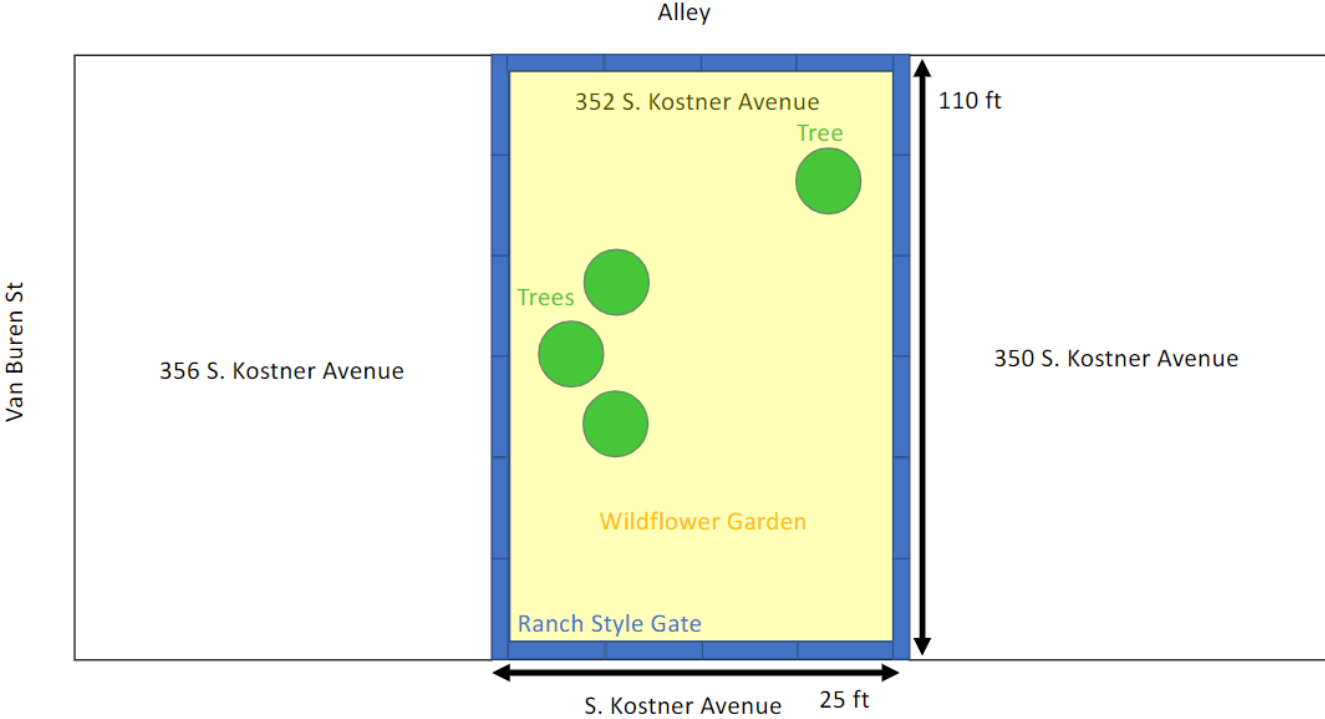 Alley
352 S. Kostner Avenue
110 ft
Tree
Trees
Van Buren St
356 S. Kostner Avenue
350 S. Kostner Avenue
Wildflower Garden
Ranch Style Gate
S. Kostner Avenue
25 ft